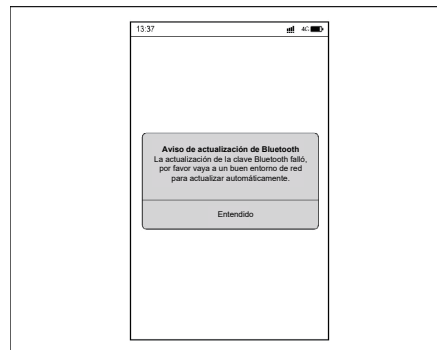 13:37 4G
Aviso de actualización de Bluetooth
La actualización de la clave Bluetooth falló,
por favor vaya a un buen entorno de red
para actualizar automáticamente.
Entendido